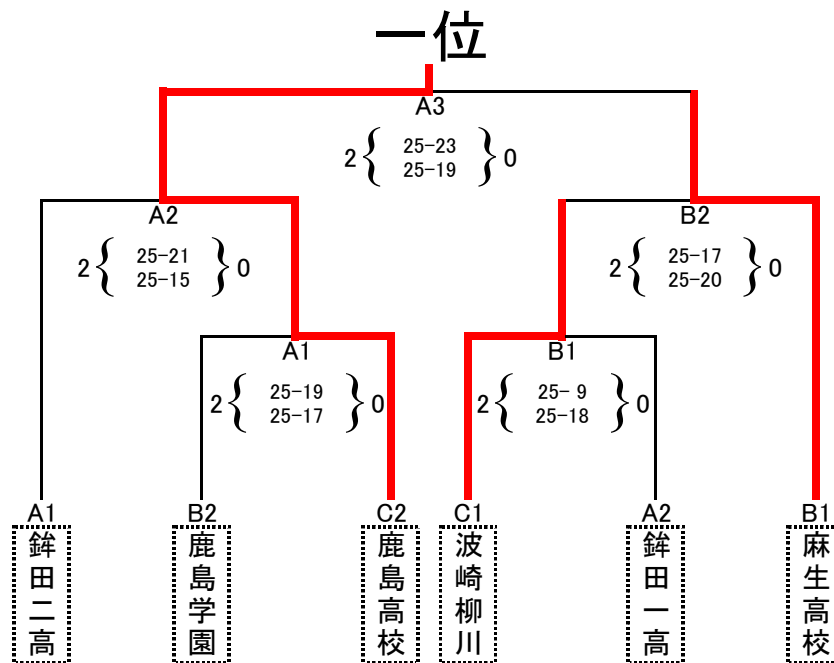 一位
A3
2{ 25-23 }0
25-19
A2
2{ 25-21 }0
25-15
B2
2{ 25-17 }0
25-20
A1
2{ 25-19 }0
25-17
B1
2{ 25- 9 }0
25-18
A1
鉾田二高
B2
鹿島学園
C2
鹿島高校
C1
波崎柳川
A2
鉾田一高
B1
麻生高校